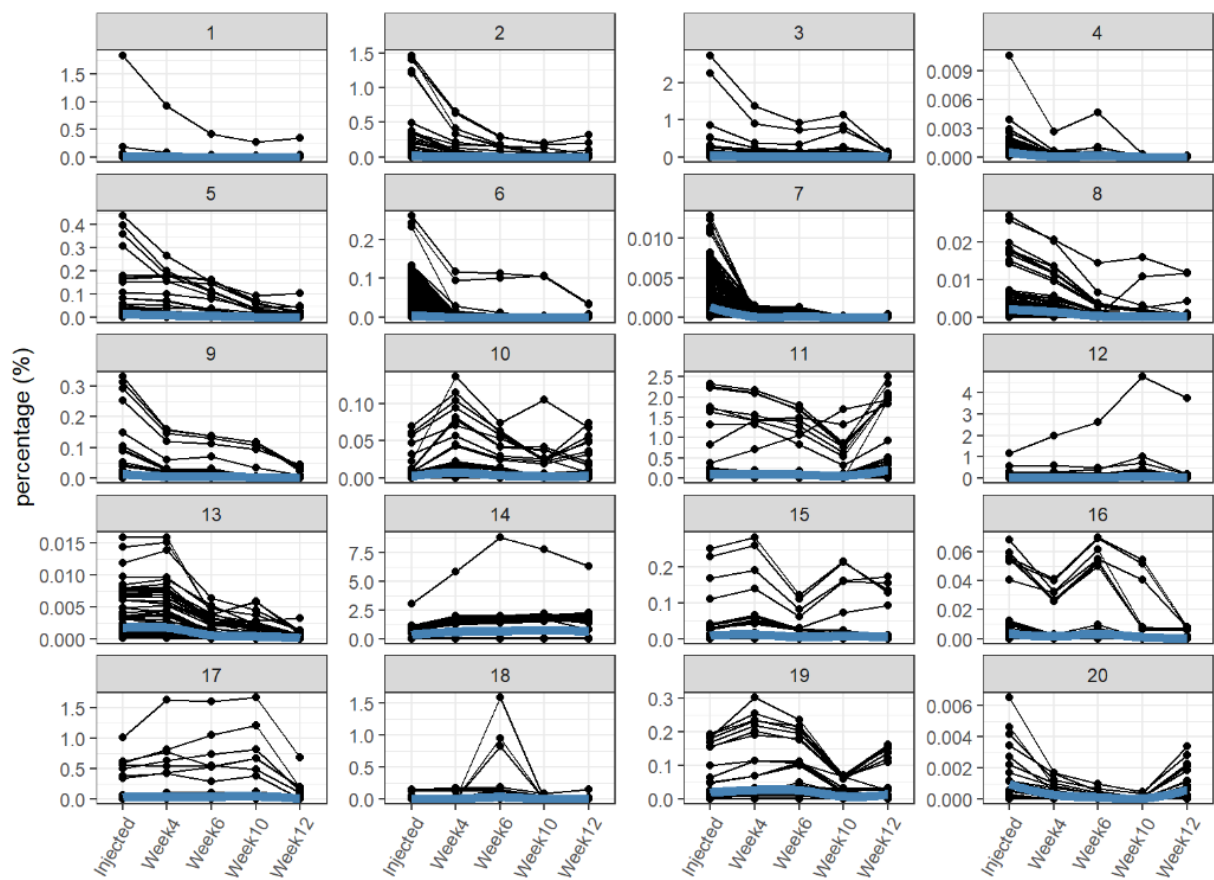 1 2 3 4
1.5 1.5 2 0.009
1.0 1.0 1 0.006
0.5 0.5 0 0.003
0.0 0.0 0.000
5 6 7 8
0.4 0.2 0.010 0.02
0.3 0.1 0.005 0.01
0.2 0.0 0.000 0.00
0.1
0.0
percentage (%)
9 10 11 12
0.3 0.10 2.5 4
0.2 0.05 2.0 3
0.1 0.00 1.5 2
0.0 1.0 1
0.5 0
0.0
13 14 15 16
0.015 7.5 0.2 0.06
0.010 5.0 0.1 0.04
0.005 2.5 0.0 0.02
0.000 0.0 0.00
17 18 19 20
1.5 1.5 0.3 0.006
1.0 1.0 0.2 0.004
0.5 0.5 0.1 0.002
0.0 0.0 0.0 0.000
Injected Week4 Week6 Week10 Week12 Injected Week4 Week6 Week10 Week12 Injected Week4 Week6 Week10 Week12 Injected Week4 Week6 Week10 Week12